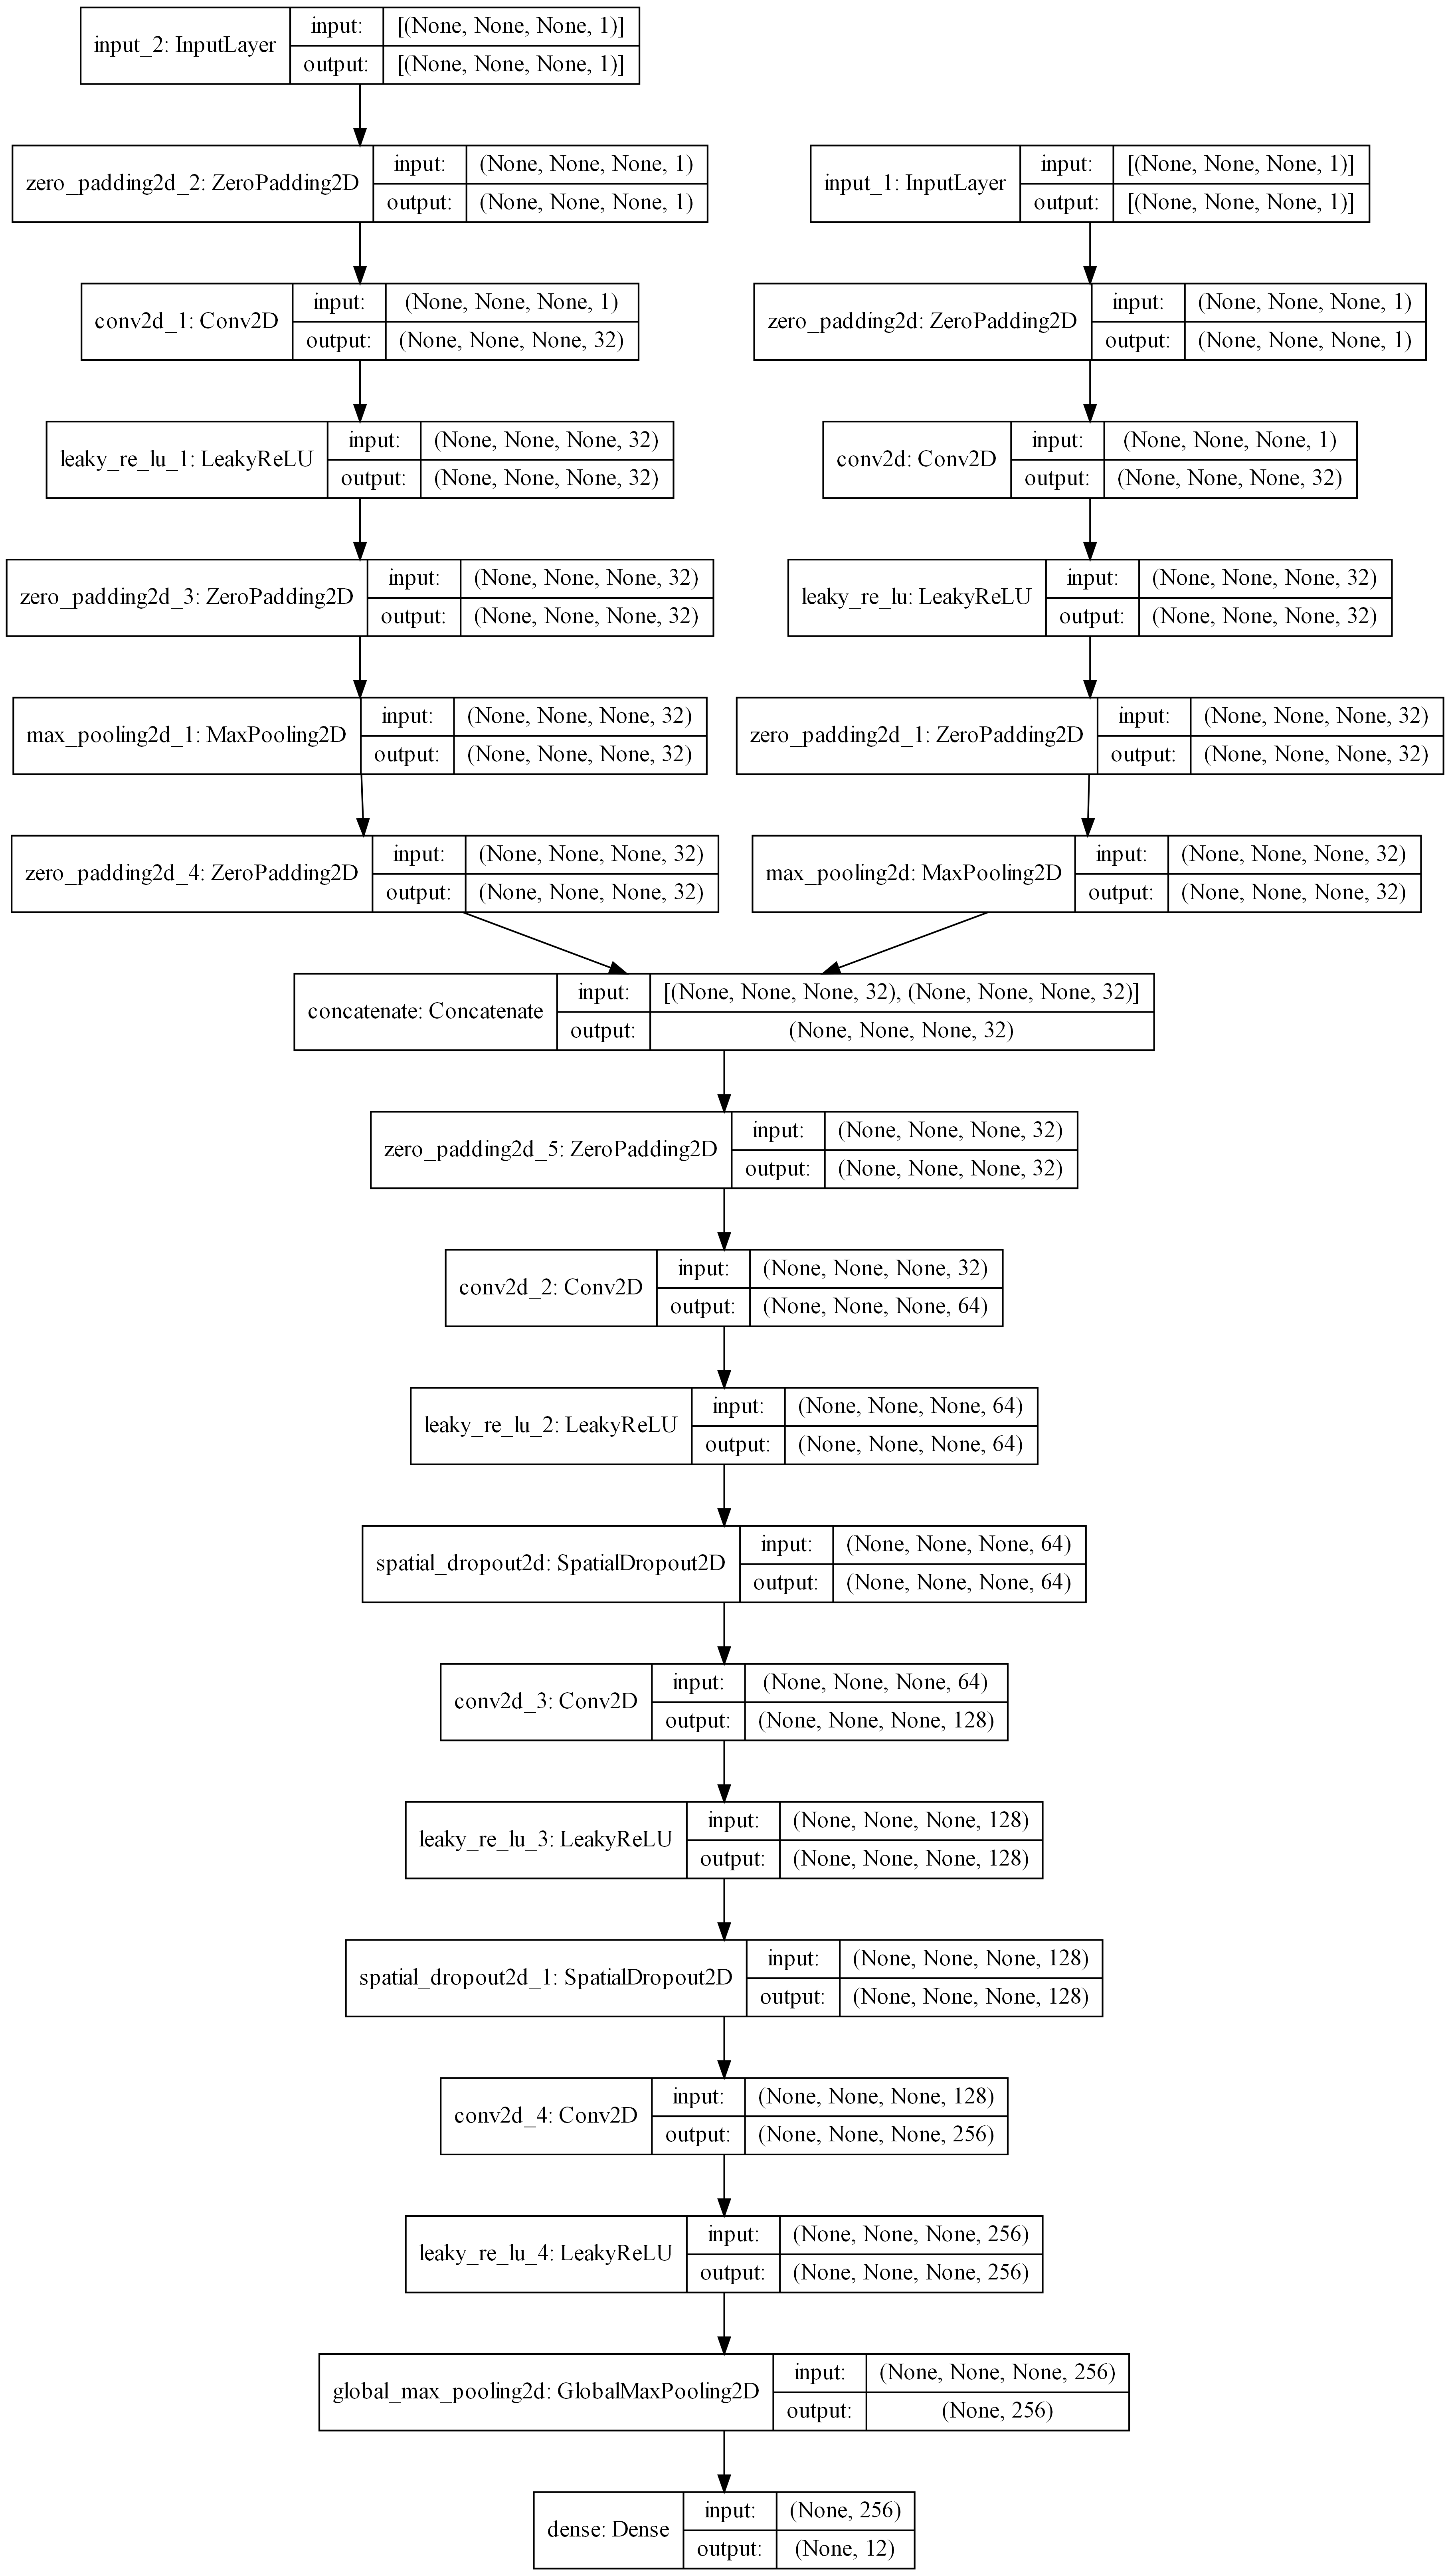 input_2: InputLayer
input: [(None, None, None, 1)]
output: [(None, None, None, 1)]
zero_padding2d_2: ZeroPadding2D
input: (None, None, None, 1)
output: (None, None, None, 1)
input_1: InputLayer
input: [(None, None, None, 1)]
output: [(None, None, None, 1)]
conv2d_1: Conv2D
input: (None, None, None, 1)
output: (None, None, None, 32)
zero_padding2d: ZeroPadding2D
input: (None, None, None, 1)
output: (None, None, None, 1)
leaky_re_lu_1: LeakyReLU
input: (None, None, None, 32)
output: (None, None, None, 32)
conv2d: Conv2D
input: (None, None, None, 1)
output: (None, None, None, 32)
zero_padding2d_3: ZeroPadding2D
input: (None, None, None, 32)
output: (None, None, None, 32)
leaky_re_lu: LeakyReLU
input: (None, None, None, 32)
output: (None, None, None, 32)
max_pooling2d_1: MaxPooling2D
input: (None, None, None, 32)
output: (None, None, None, 32)
zero_padding2d_1: ZeroPadding2D
input: (None, None, None, 32)
output: (None, None, None, 32)
zero_padding2d_4: ZeroPadding2D
input: (None, None, None, 32)
output: (None, None, None, 32)
max_pooling2d: MaxPooling2D
input: (None, None, None, 32)
output: (None, None, None, 32)
concatenate: Concatenate
input: [(None, None, None, 32), (None, None, None, 32)]
output: (None, None, None, 32)
zero_padding2d_5: ZeroPadding2D
input: (None, None, None, 32)
output: (None, None, None, 32)
conv2d_2: Conv2D
input: (None, None, None, 32)
output: (None, None, None, 64)
leaky_re_lu_2: LeakyReLU
input: (None, None, None, 64)
output: (None, None, None, 64)
spatial_dropout2d: SpatialDropout2D
input: (None, None, None, 64)
output: (None, None, None, 64)
conv2d_3: Conv2D
input: (None, None, None, 64)
output: (None, None, None, 128)
leaky_re_lu_3: LeakyReLU
input: (None, None, None, 128)
output: (None, None, None, 128)
spatial_dropout2d_1: SpatialDropout2D
input: (None, None, None, 128)
output: (None, None, None, 128)
conv2d_4: Conv2D
input: (None, None, None, 128)
output: (None, None, None, 256)
leaky_re_lu_4: LeakyReLU
input: (None, None, None, 256)
output: (None, None, None, 256)
global_max_pooling2d: GlobalMaxPooling2D
input: (None, None, None, 256)
output: (None, 256)
dense: Dense
input: (None, 256)
output: (None, 12)